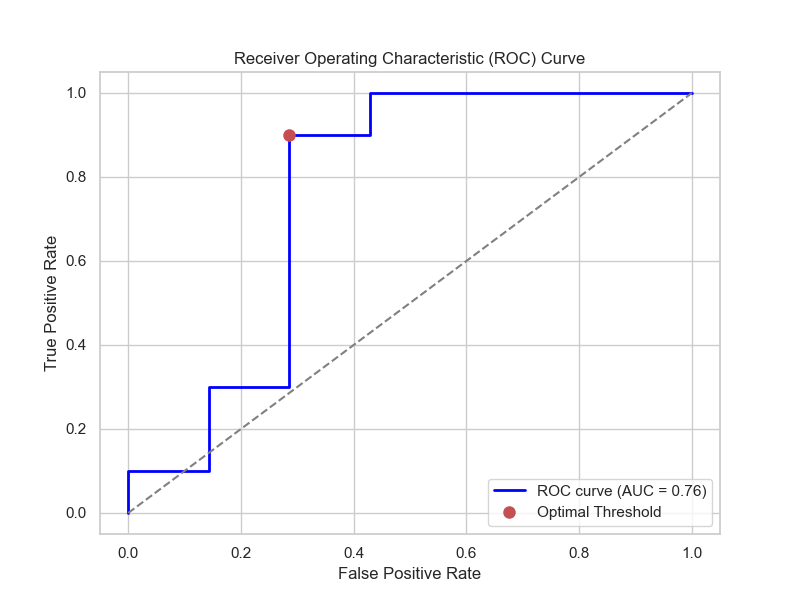 Receiver Operating Characteristic (ROC) Curve
1.0
0.8
0.6
0.4
0.2
0.0
True Positive Rate
0.0 0.2 0.4 0.6 0.8 1.0
False Positive Rate
ROC curve (AUC = 0.76)
Optimal Threshold